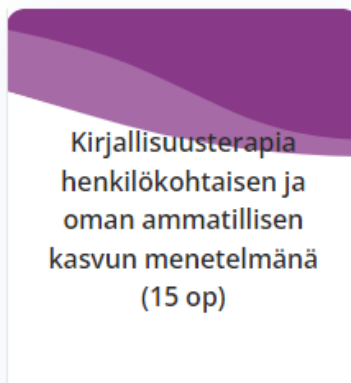 Kirjallisuusterapia
henkilökohtaisen ja
oman ammatillisen
kasvun menetelmänä
(15 op)